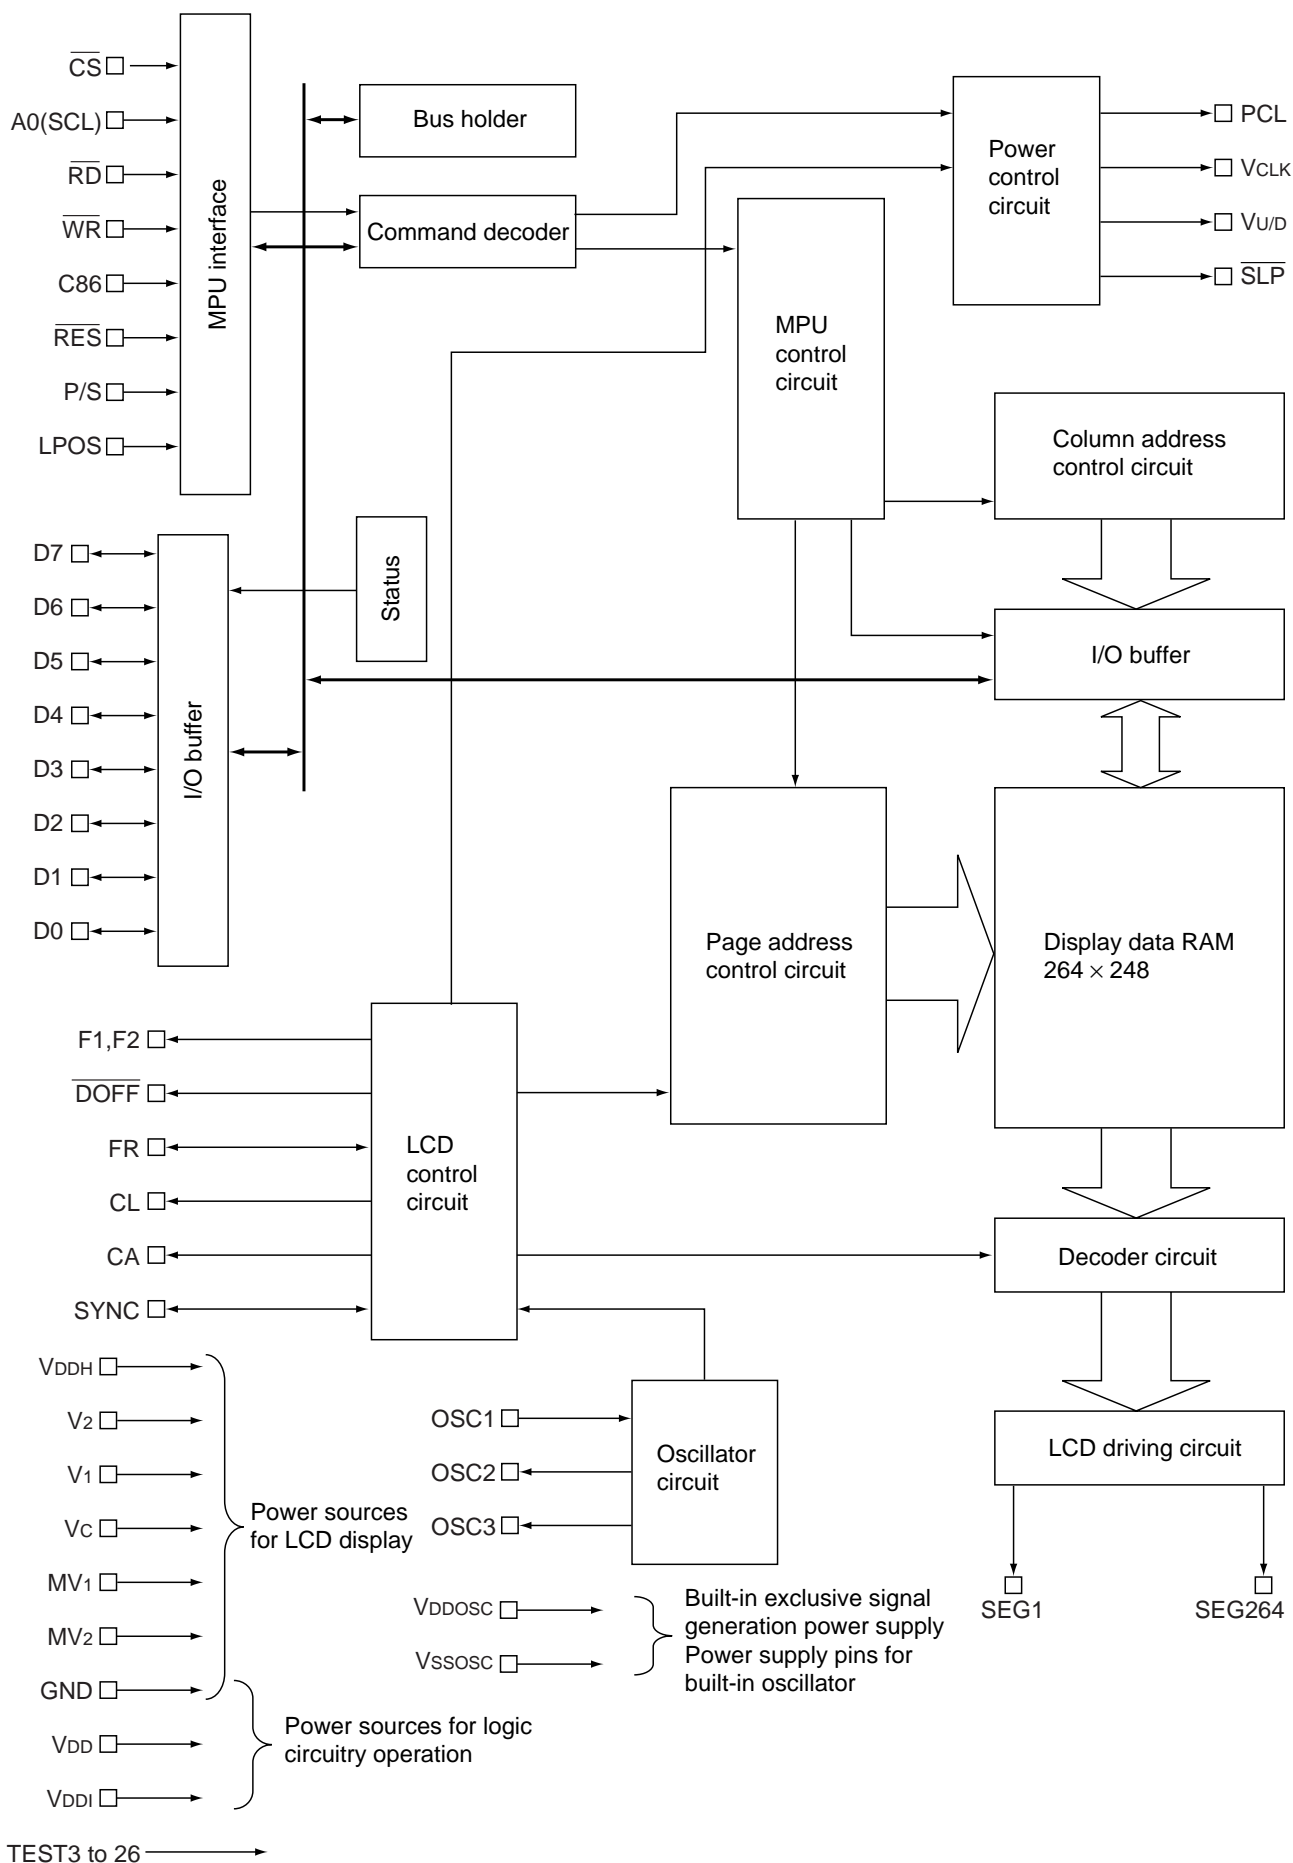 CS
A0(SCL)
RD
WR
C86
RES
P/S
LPOS
MPU interface
Bus holder
Command decoder
Power
control
circuit
PCL
VCLK
VU/D
SLP
MPU
control
circuit
Column address
control circuit
D7
D6
D5
D4
D3
D2
D1
D0
I/O buffer
Status
I/O buffer
Page address
control circuit
Display data RAM
264 × 248
F1,F2
DOFF
FR
CL
CA
SYNC
LCD
control
circuit
Decoder circuit
VDDH
V2
V1
VC
MV1
MV2
GND
VDD
VDDI
TEST3 to 26
Power sources
for LCD display
Power sources for logic
circuitry operation
OSC1
OSC2
OSC3
Oscillator
circuit
VDDOSC
VSSOSC
Built-in exclusive signal
generation power supply
Power supply pins for
built-in oscillator
LCD driving circuit
SEG1
SEG264